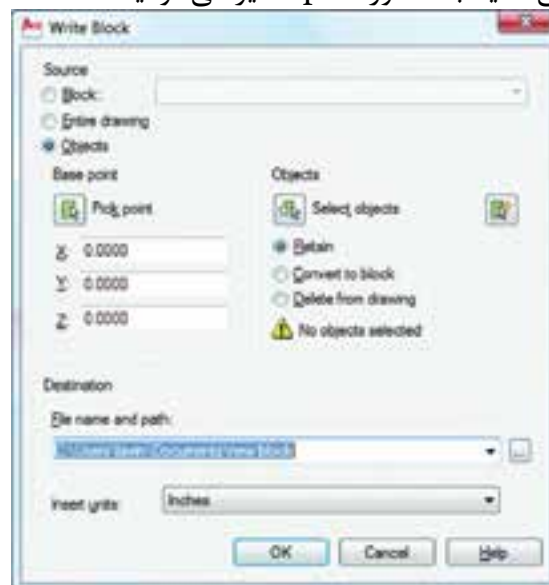 Write Block
Source
Block:
Entire drawing
Objects
Base point
Pick point
X: 0.0000
Y: 0.0000
Z: 0.0000
Objects
Select objects
Retain
Convert to block
Delete from drawing
No objects selected
Destination
File name and path:
Insert units:
Inches
OK
Cancel
Help